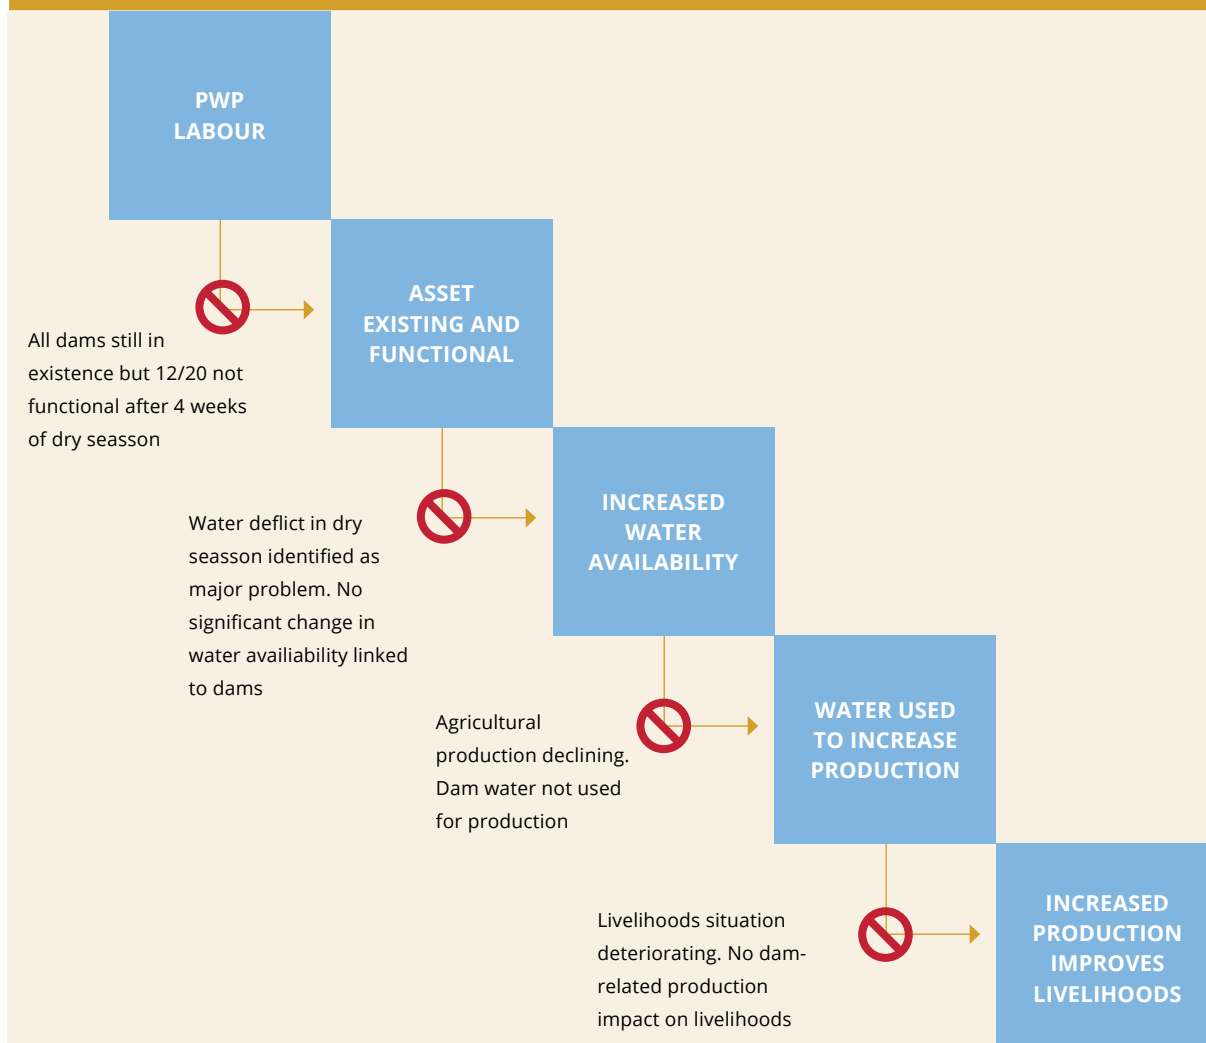 PWP
LABOUR
ASSET
EXISTING AND
FUNCTIONAL
All dams still in
existence but 12/20 not
functional after 4 weeks
of dry seasson
INCREASED
WATER
AVAILABILITY
Water deflict in dry
seasson identified as
major problem. No
significant change in
water availiability linked
to dams
WATER USED
TO INCREASE
PRODUCTION
Agricultural
production declining.
Dam water not used
for production
INCREASED
PRODUCTION
IMPROVES
LIVELIHOODS
Livelihoods situation
deteriorating. No dam-
related production
impact on livelihoods